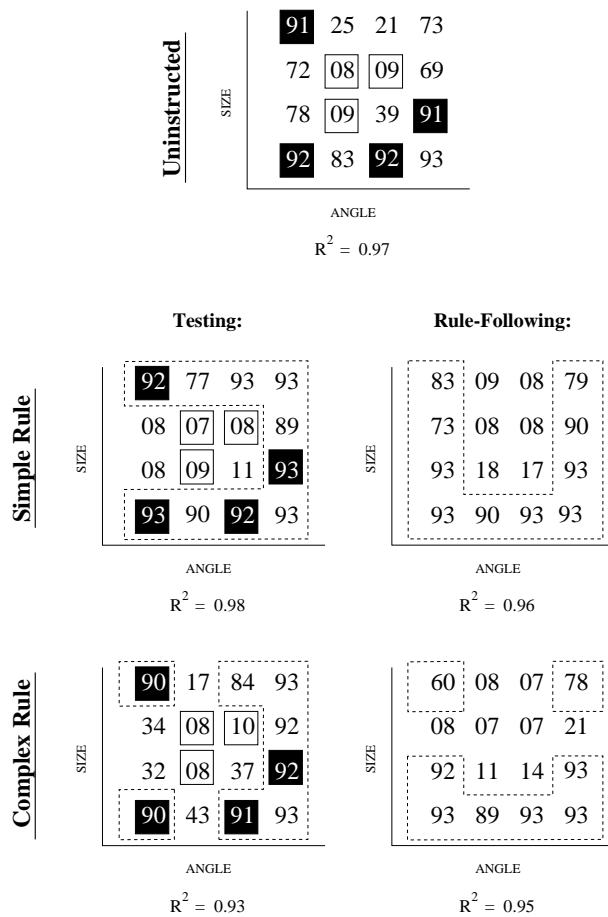 Uninstructed
SIZE
91 25 21 73
72 08 09 69
78 09 39 91
92 83 92 93
ANGLE
R2 = 0.97
Testing:
Rule-Following:
Simple Rule
SIZE
92 77 93 93
08 07 08 89
08 09 11 93
93 90 92 93
ANGLE
R2 = 0.98
SIZE
83 09 08 79
73 08 08 90
93 18 17 93
93 90 93 93
ANGLE
R2 = 0.96
Complex Rule
SIZE
90 17 84 93
34 08 10 92
32 08 37 92
90 43 91 93
ANGLE
R2 = 0.93
SIZE
60 08 07 78
08 07 07 21
92 11 14 93
93 89 93 93
ANGLE
R2 = 0.95